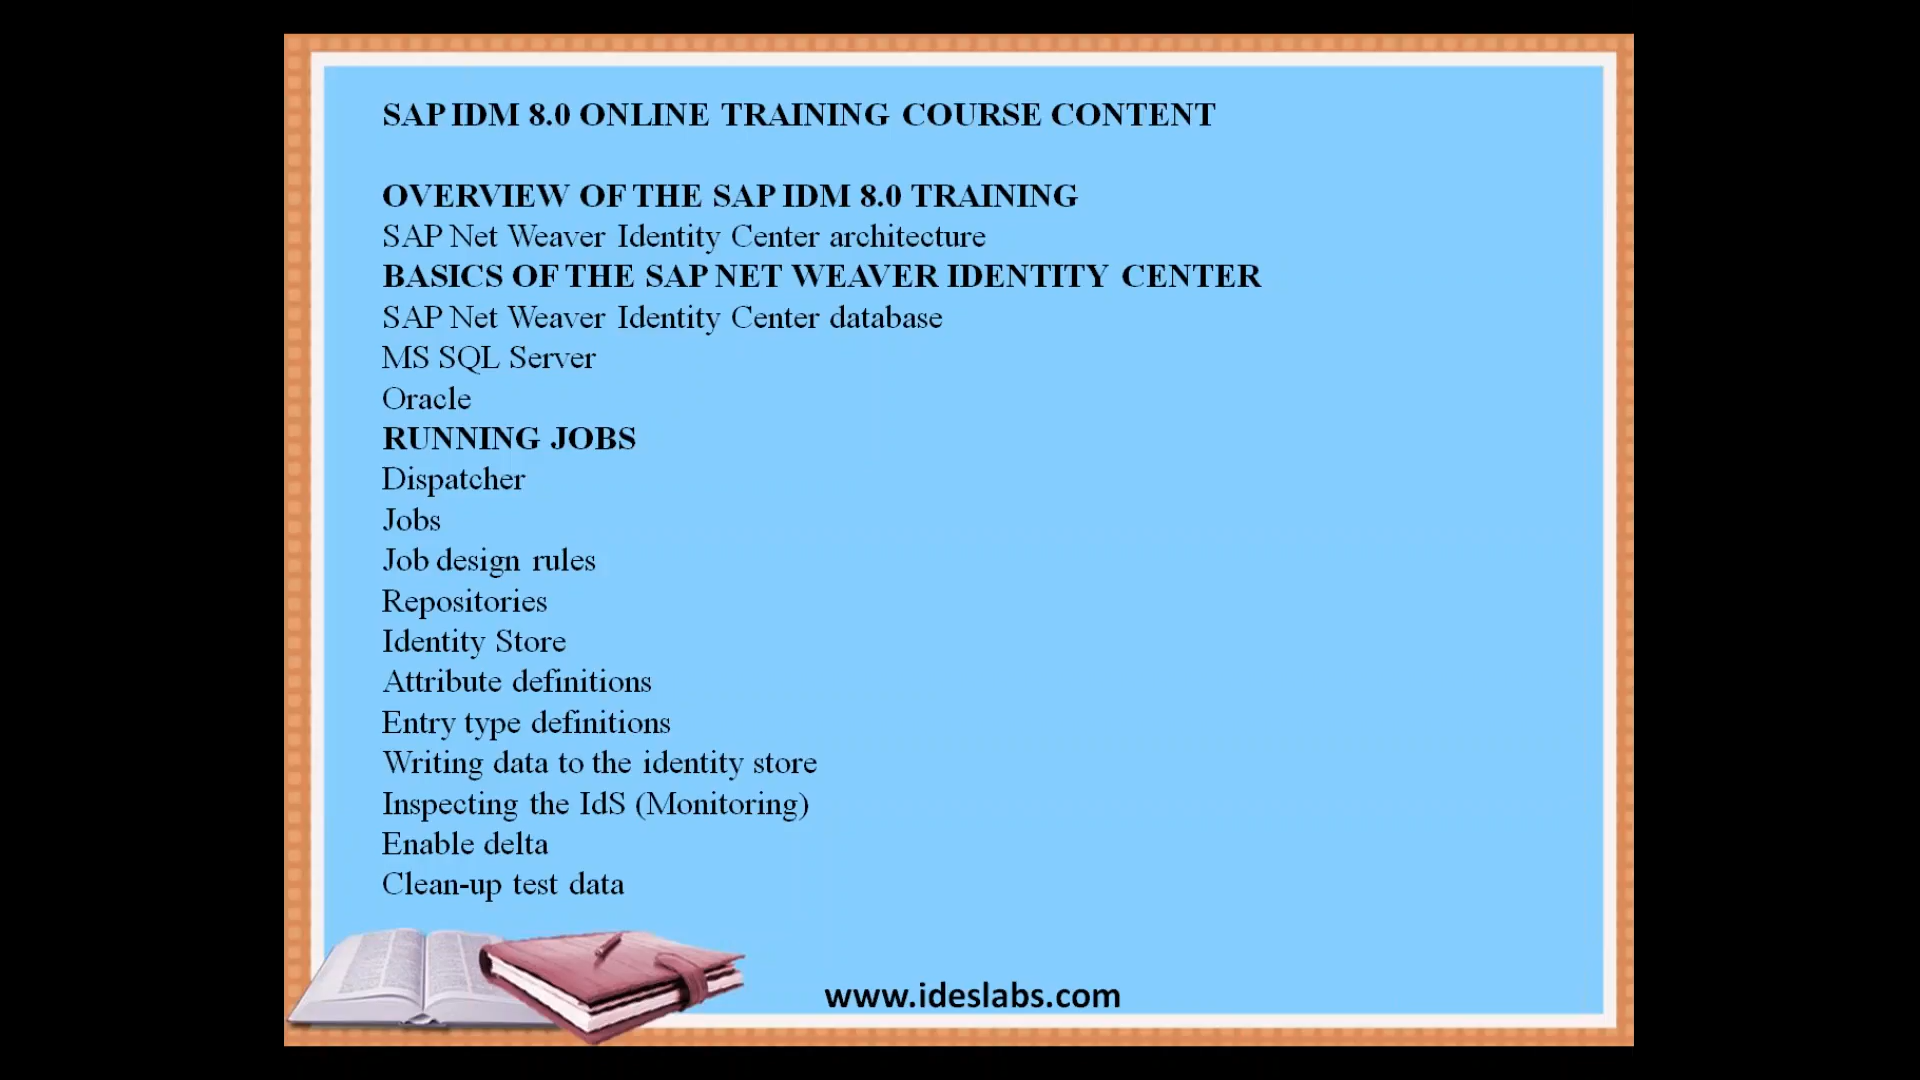 SAP IDM 8.0 ONLINE TRAINING COURSE CONTENT
OVERVIEW OF THE SAP IDM 8.0 TRAINING
SAP Net Weaver Identity Center architecture
BASICS OF THE SAP NET WEAVER IDENTITY CENTER
SAP Net Weaver Identity Center database
MS SQL Server
Oracle
RUNNING JOBS
Dispatcher
Jobs
Job design rules
Repositories
Identity Store
Attribute definitions
Entry type definitions
Writing data to the identity store
Inspecting the IdS (Monitoring)
Enable delta
Clean-up test data
www.ideslabs.com